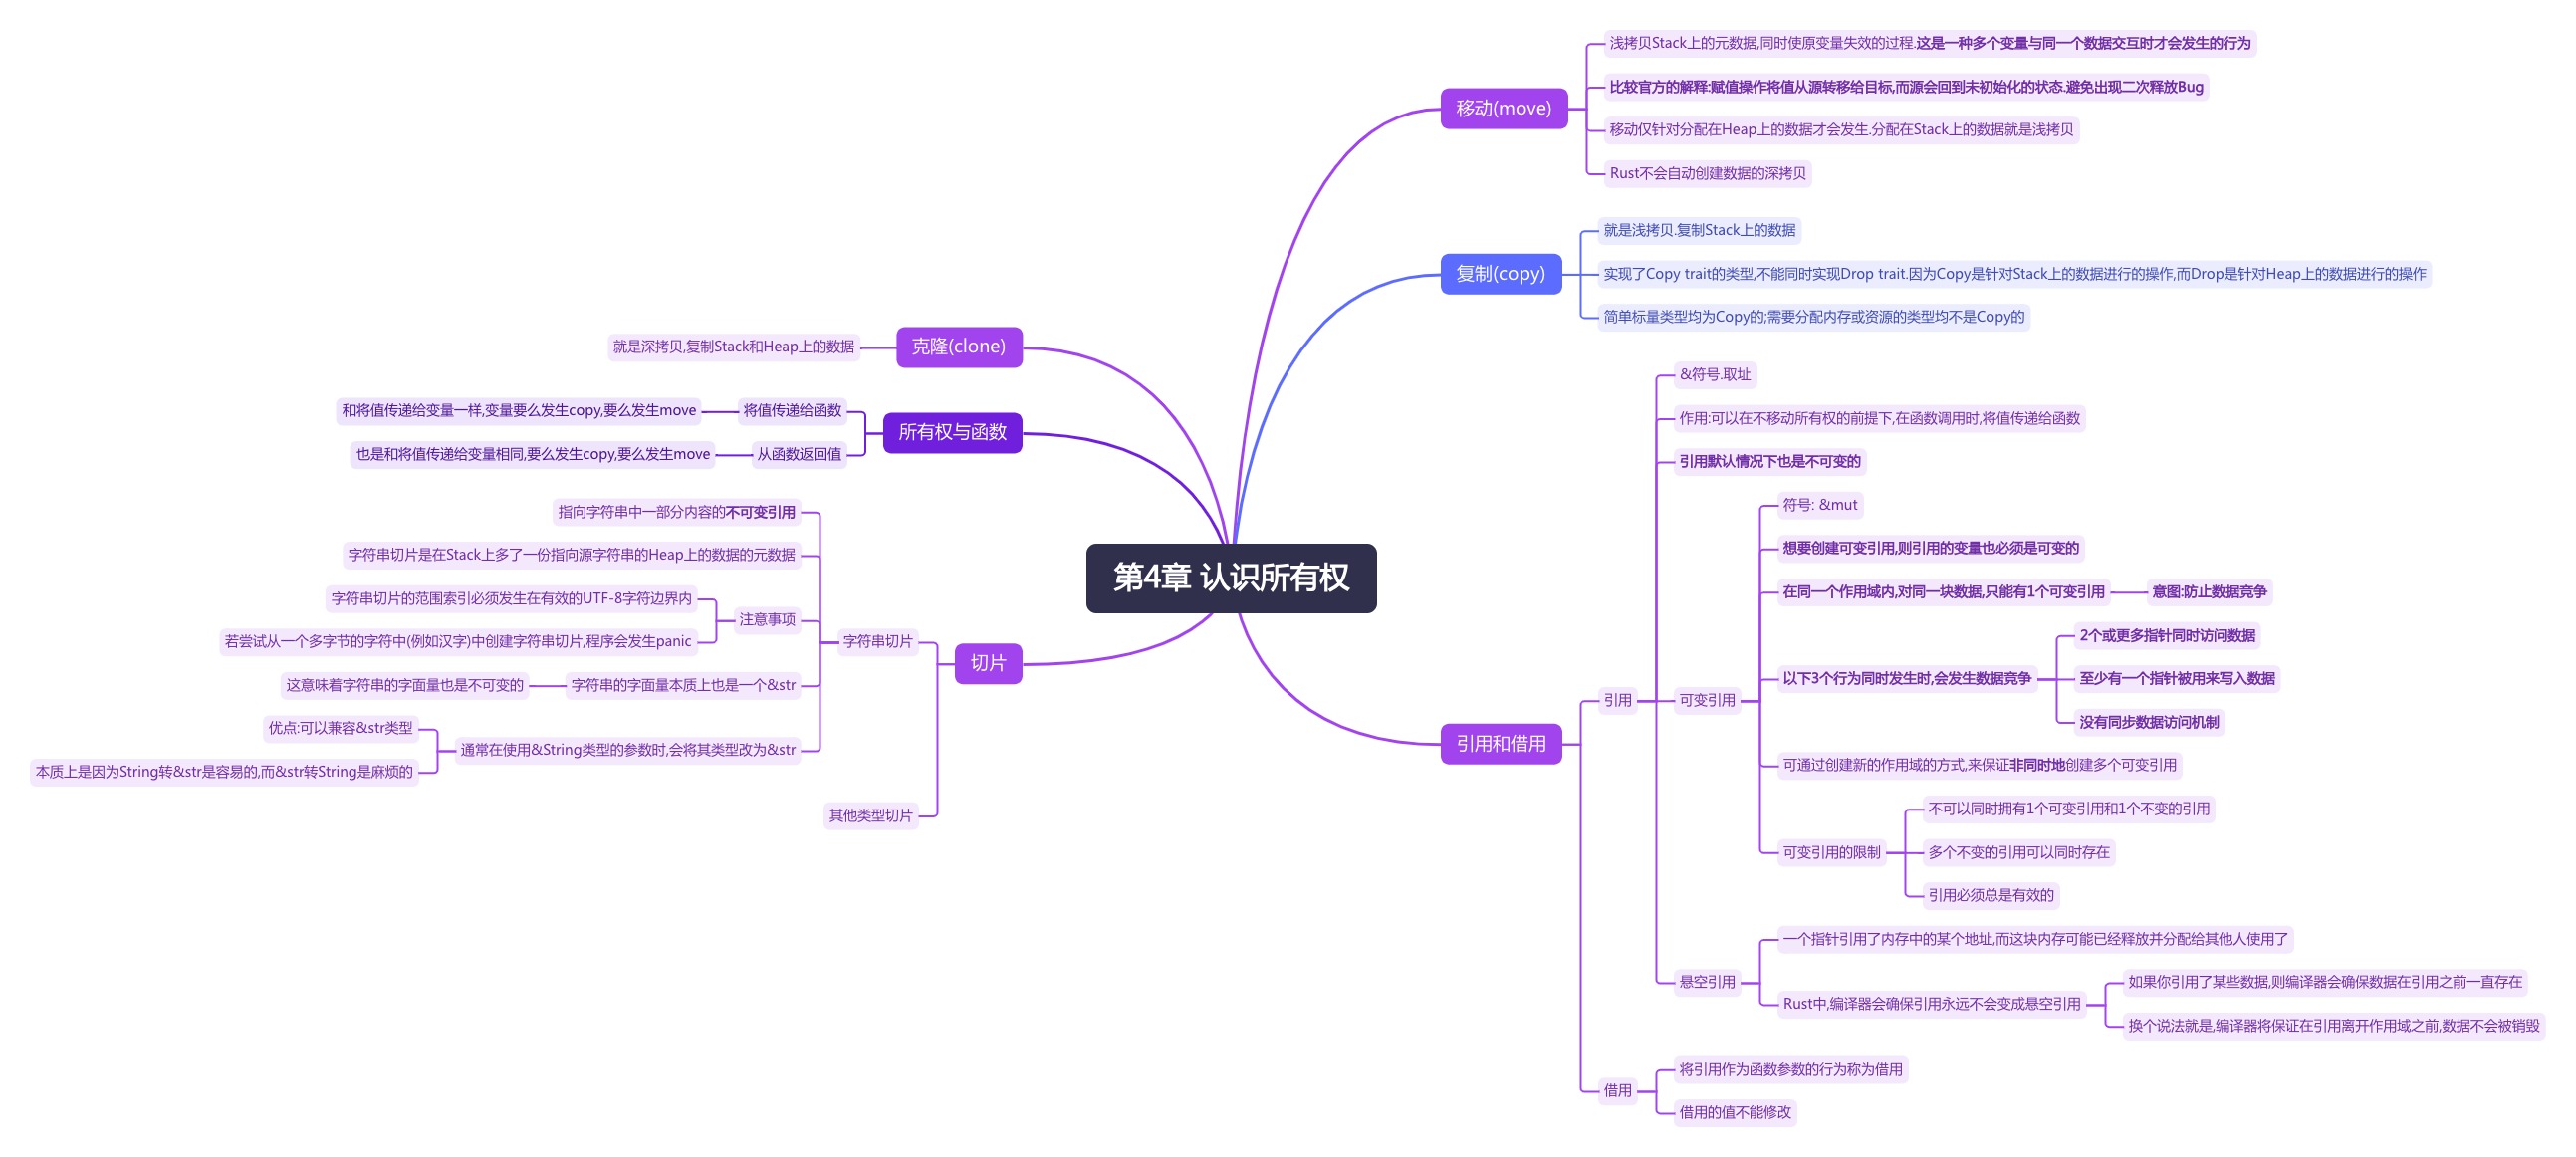 第4章 认识所有权
移动(move)
浅拷贝Stack上的元数据,同时使原变量失效的过程.这是一种多个变量与同一个数据交互时才会发生的行为
比较官方的解释:赋值操作将值从源转移给目标,而源会回到未初始化的状态.避免出现二次释放Bug
移动仅针对分配在Heap上的数据才会发生.分配在Stack上的数据就是浅拷贝
Rust不会自动创建数据的深拷贝
复制(copy)
就是浅拷贝.复制Stack上的数据
实现了Copy trait的类型,不能同时实现Drop trait.因为Copy是针对Stack上的数据进行的操作,而Drop是针对Heap上的数据进行的操作
简单标量类型均为Copy的;需要分配内存或资源的类型均不是Copy的
引用和借用
引用
&符号.取址
作用:可以在不移动所有权的前提下,在函数调用时,将值传递给函数
引用默认情况下也是不可变的
可变引用
符号: &mut
想要创建可变引用,则引用的变量也必须是可变的
在同一个作用域内,对同一块数据,只能有1个可变引用
意图:防止数据竞争
以下3个行为同时发生时,会发生数据竞争
2个或更多指针同时访问数据
至少有一个指针被用来写入数据
没有同步数据访问机制
可通过创建新的作用域的方式,来保证非同时地创建多个可变引用
可变引用的限制
不可以同时拥有1个可变引用和1个不变的引用
多个不变的引用可以同时存在
引用必须总是有效的
悬空引用
一个指针引用了内存中的某个地址,而这块内存可能已经释放并分配给其他人使用了
Rust中,编译器会确保引用永远不会变成悬空引用
如果你引用了某些数据,则编译器会确保数据在引用之前一直存在
换个说法就是,编译器将保证在引用离开作用域之前,数据不会被销毁
借用
将引用作为函数参数的行为称为借用
借用的值不能修改
克隆(clone)
就是深拷贝,复制Stack和Heap上的数据
所有权与函数
将值传递给函数
和将值传递给变量一样,变量要么发生copy,要么发生move
从函数返回值
也是和将值传递给变量相同,要么发生copy,要么发生move
切片
字符串切片
指向字符串中一部分内容的不可变引用
字符串切片是在Stack上多了一份指向源字符串的Heap上的数据的元数据
注意事项
字符串切片的范围索引必须发生在有效的UTF-8字符边界内
若尝试从一个多字节的字符中(例如汉字)中创建字符串切片,程序会发生panic
字符串的字面量本质上也是一个&str
这意味着字符串的字面量也是不可变的
通常在使用&String类型的参数时,会将其类型改为&str
优点:可以兼容&str类型
本质上是因为String转&str是容易的,而&str转String是麻烦的
其他类型切片